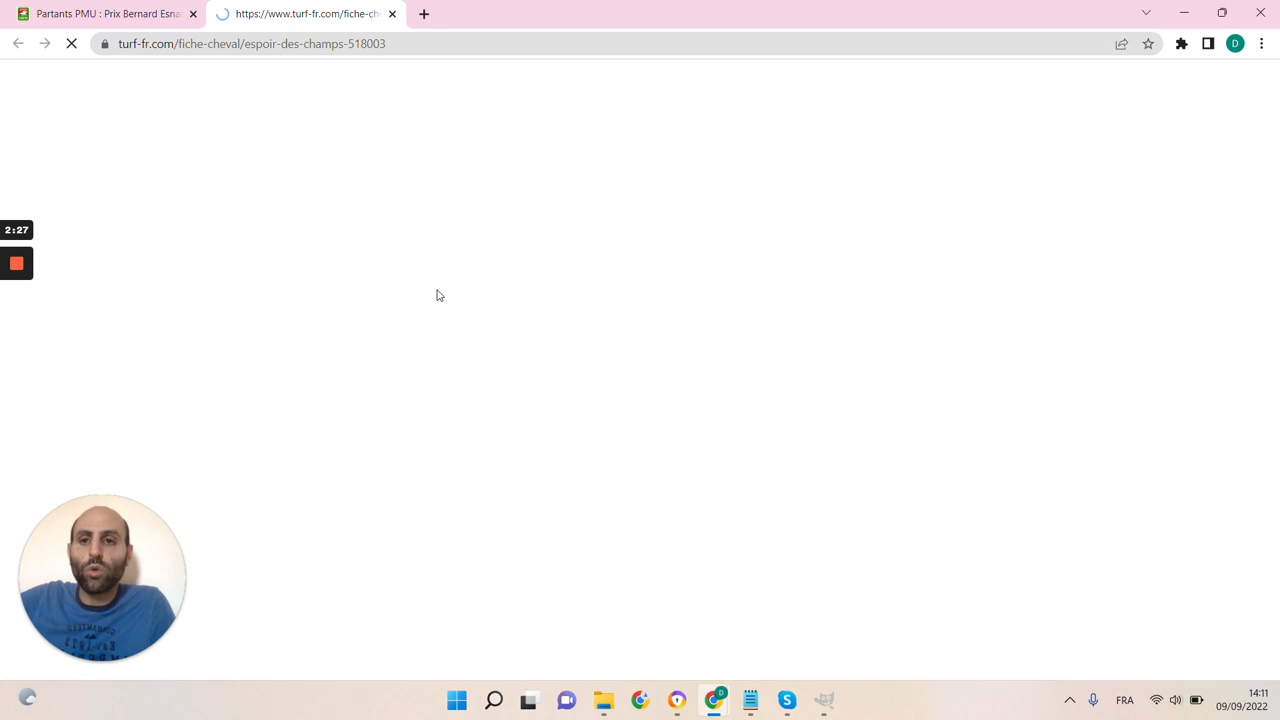 Partants PMU : Prix Bernard Esna
https://www.turf-fr.com/fiche-ch
turf-fr.com/fiche-cheval/espoir-des-champs-518003
D
2:27
D
FRA
14:11
09/09/2022